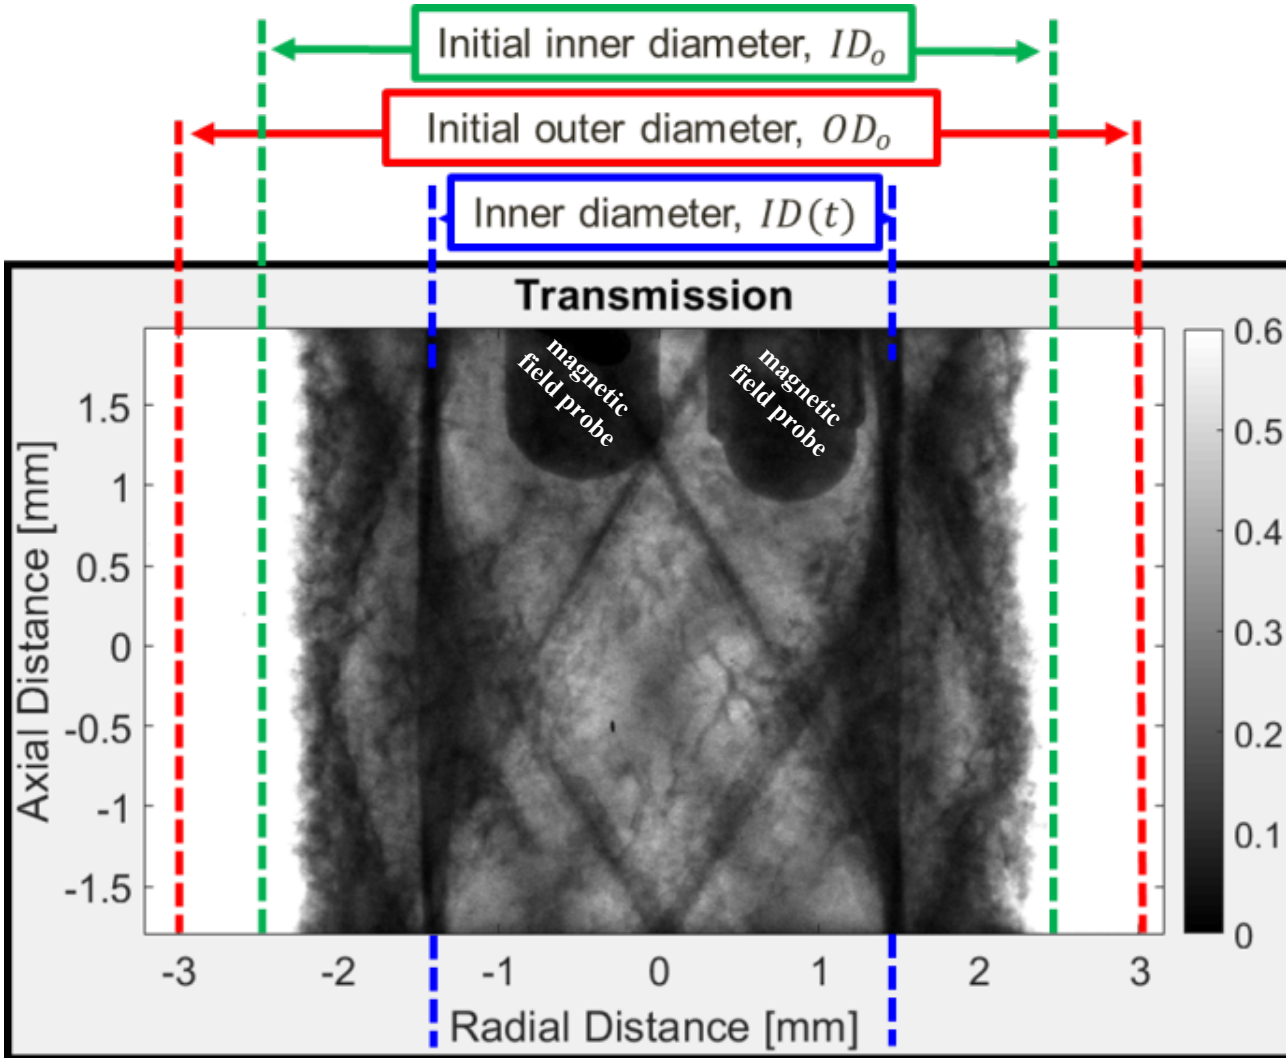 Initial inner diameter, IDₒ
Initial outer diameter, ODₒ
Inner diameter, ID(t)
Transmission
magnetic
field probe
magnetic
field probe
Axial Distance [mm]
1.5
1
0.5
0
-0.5
-1
-1.5
0.6
0.5
0.4
0.3
0.2
0.1
0
-3 -2 -1 0 1 2 3
Radial Distance [mm]